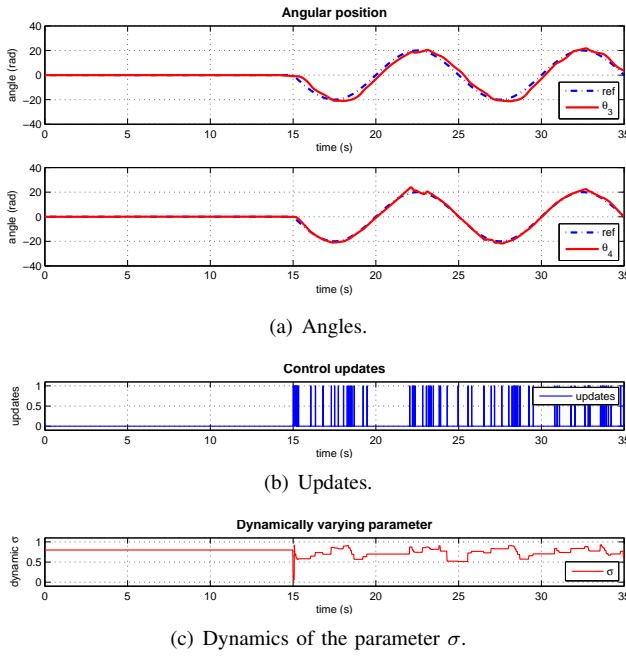 Angular position
angle (rad)
40
20
0
−20
−40
0 5 10 15 20 25 30 35
time (s)
ref
θ3
angle (rad)
40
20
0
−20
−40
0 5 10 15 20 25 30 35
time (s)
ref
θ4
(a) Angles.
Control updates
updates
1
0.5
0
0 5 10 15 20 25 30 35
time (s)
updates
(b) Updates.
Dynamically varying parameter
dynamic σ
1
0.5
0
0 5 10 15 20 25 30 35
time (s)
σ
(c) Dynamics of the parameter σ.